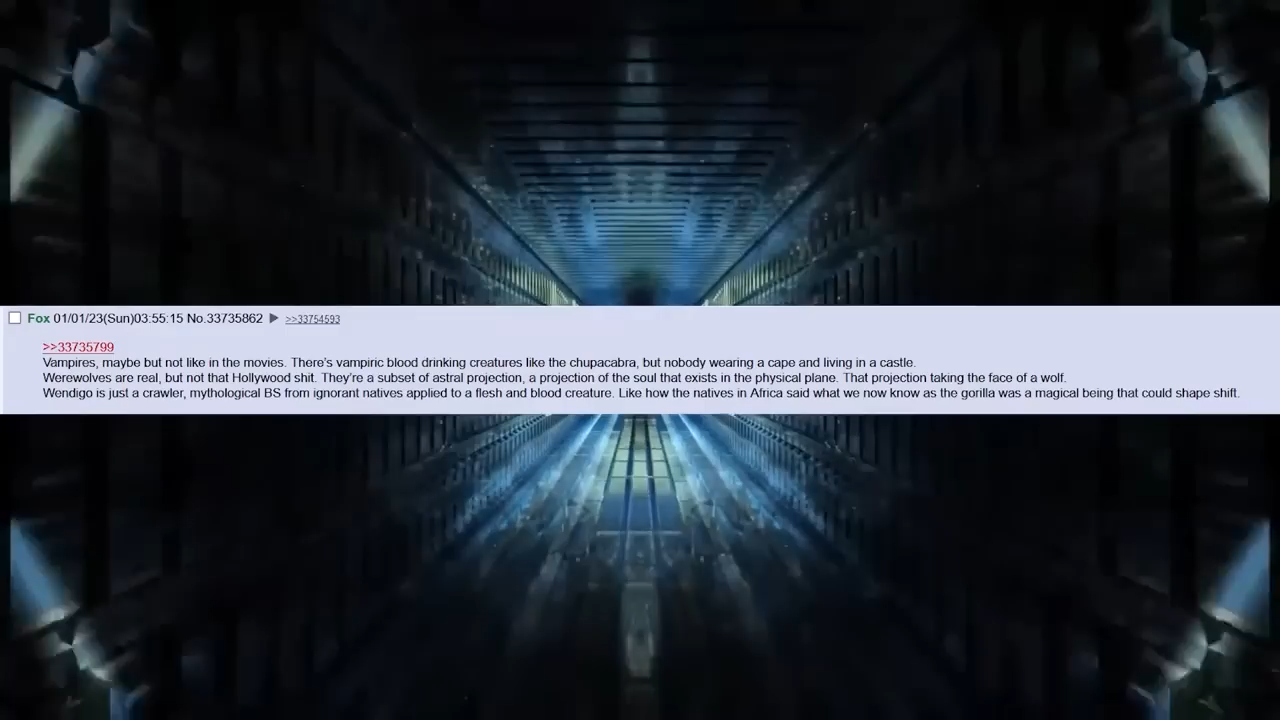 Fox 01/01/23(Sun)03:55:15 No.33735862 ▶ >>33754593
>>33735799
Vampires, maybe but not like in the movies. There's vampiric blood drinking creatures like the chupacabra, but nobody wearing a cape and living in a castle.
Werewolves are real, but not that Hollywood shit. They're a subset of astral projection, a projection of the soul that exists in the physical plane. That projection taking the face of a wolf.
Wendigo is just a crawler, mythological BS from ignorant natives applied to a flesh and blood creature. Like how the natives in Africa said what we now know as the gorilla was a magical being that could shape shift.